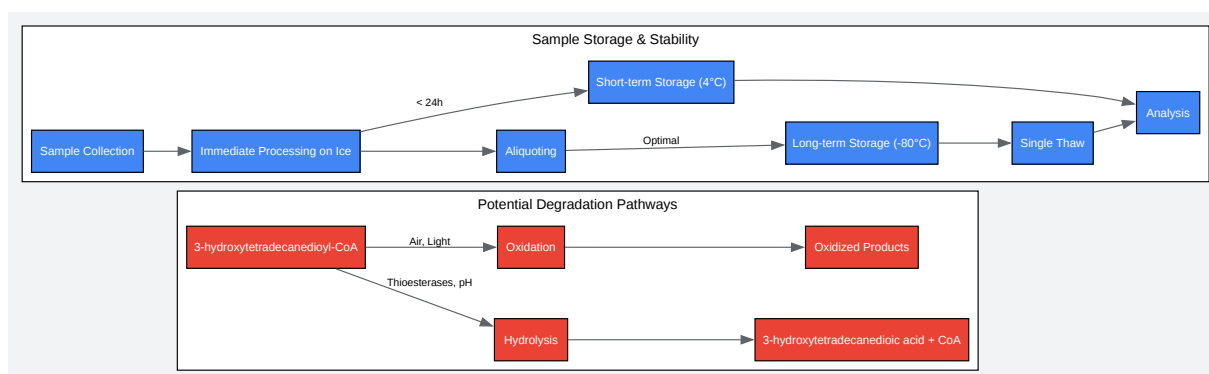 Sample Storage & Stability
Short-term Storage (4°C)
< 24h
Analysis
Sample Collection
Immediate Processing on Ice
Aliquoting
Optimal
Long-term Storage (-80°C)
Single Thaw
Potential Degradation Pathways
3-hydroxytetradecanedioyl-CoA
Air, Light
Oxidation
Oxidized Products
Thioesterases, pH
Hydrolysis
3-hydroxytetradecanedioic acid + CoA